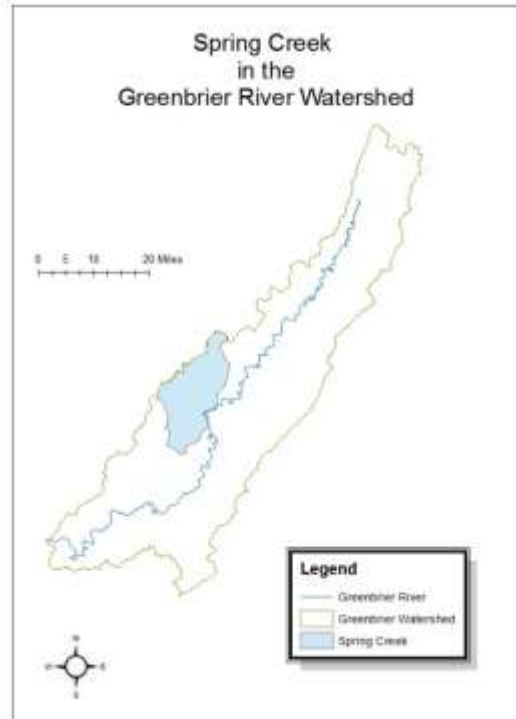 Spring Creek
in the
Greenbrier River Watershed
0 5 10 20 Miles
Legend
Greenbrier River
Greenbrier Watershed
Spring Creek
N
W E
S